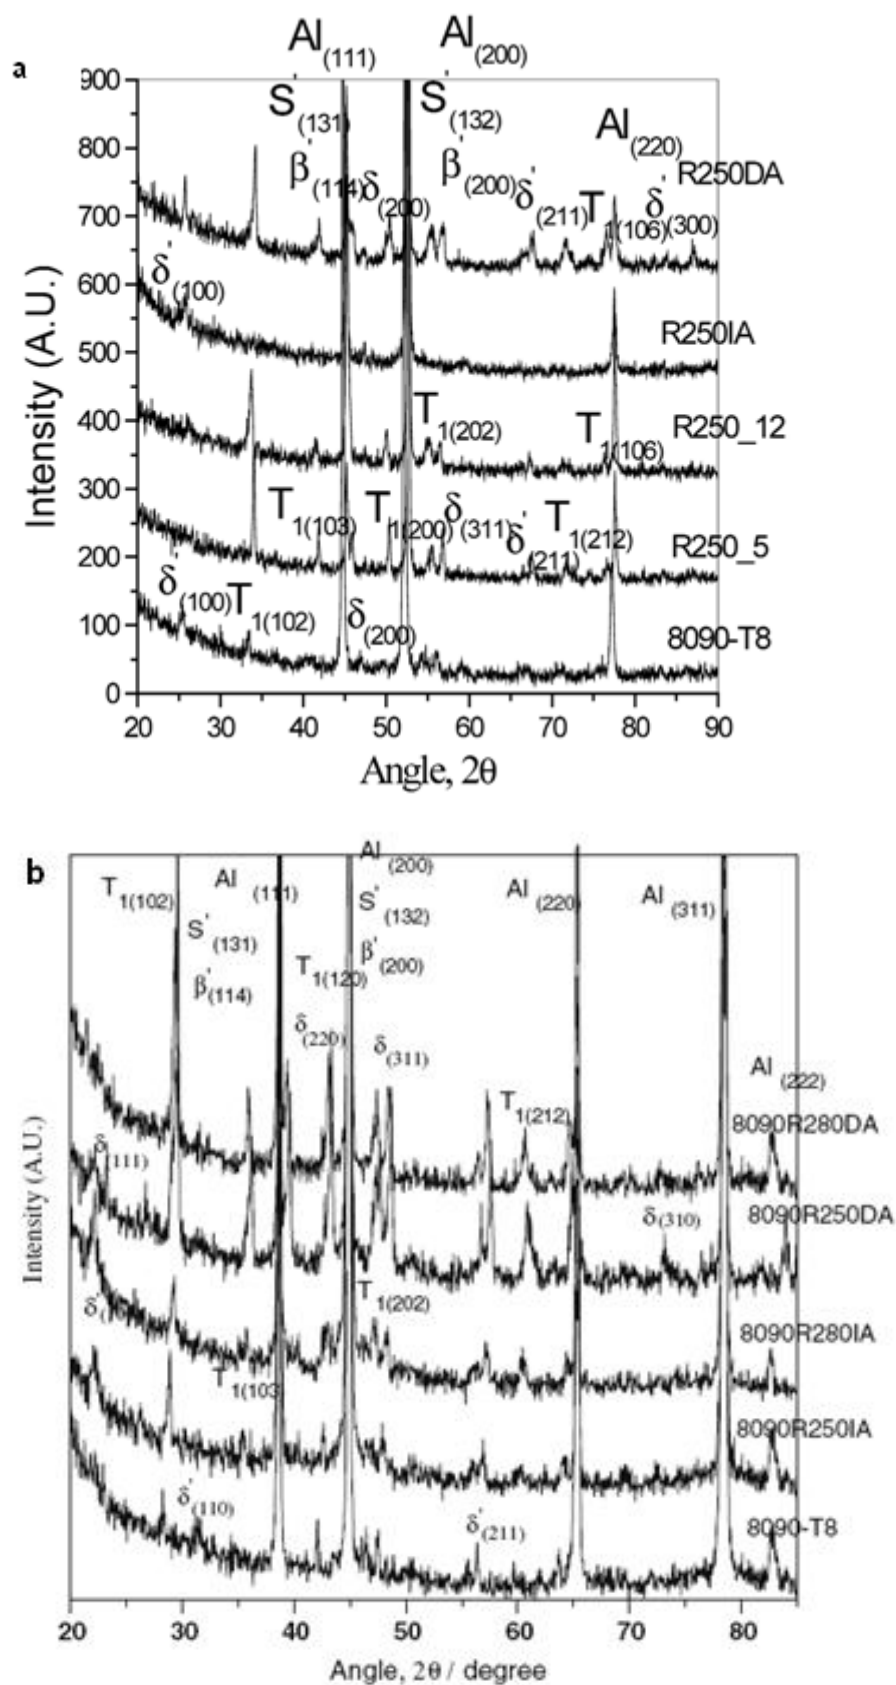 a
Al(111)
Al(200)
S'(131)
S'(132)
β'(114)
δ(200)
β'(200)
δ'(211)
Al(220)
T1(106)
δ'(300)
R250DA
δ'(100)
R250IA
T1(202)
T1(106)
R250_12
T1(103)
T1(200)
δ(311)
δ'(211)
T1(212)
R250_5
δ'(100)
T1(102)
δ(200)
8090-T8
900
800
700
600
500
400
300
200
100
0
Intensity (A.U.)
20 30 40 50 60 70 80 90
Angle, 2θ
b
T1(102)
Al(111)
Al(200)
Al(220)
Al(311)
S'(131)
S'(132)
β'(114)
T1(120)
β'(200)
δ(220)
δ(311)
T1(212)
Al(222)
8090R280DA
δ(111)
8090R250DA
δ(310)
T1(202)
8090R280IA
T1(103
8090R250IA
δ'(110)
δ'(211)
8090-T8
Intensity (A.U.)
20 30 40 50 60 70 80
Angle, 2θ / degree